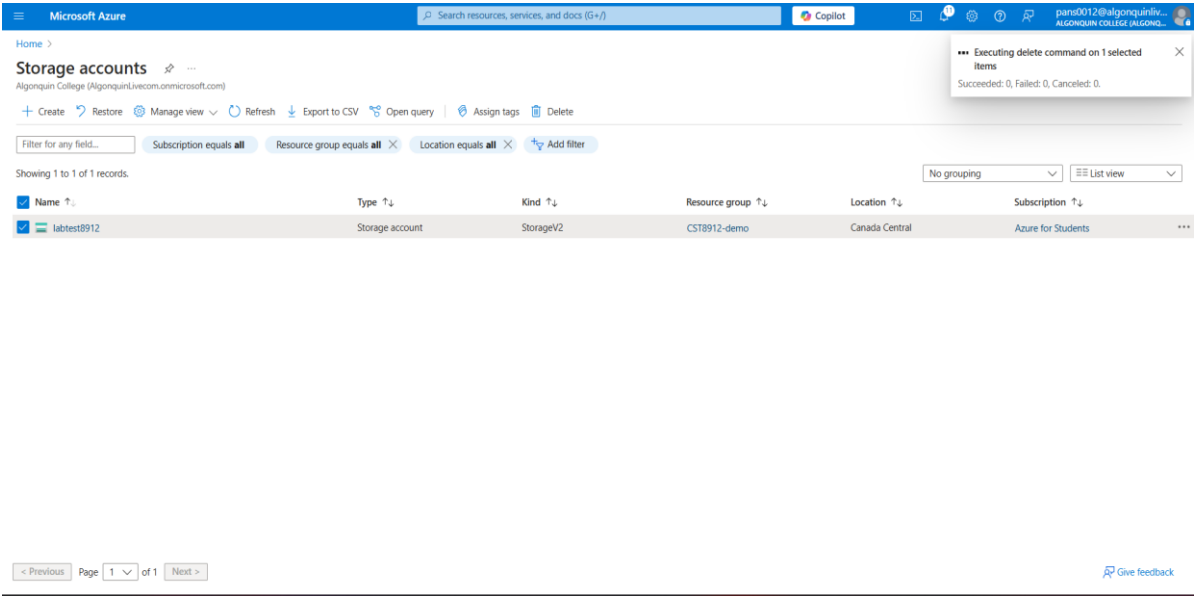 Microsoft Azure
Search resources, services, and docs (G+/)
Copilot
11
pans0012@algonquinliv...
ALGONQUIN COLLEGE (ALGONQ...
Home >
Executing delete command on 1 selected
items
Succeeded: 0, Failed: 0, Canceled: 0.
Storage accounts
Algonquin College (AlgonquinLivecom.onmicrosoft.com)
Create Restore Manage view Refresh Export to CSV Open query Assign tags Delete
Filter for any field... Subscription equals all Resource group equals all Location equals all Add filter
Showing 1 to 1 of 1 records.
No grouping List view
Name Type Kind Resource group Location Subscription
labtest8912 Storage account StorageV2 CST8912-demo Canada Central Azure for Students
< Previous Page 1 of 1 Next >
Give feedback